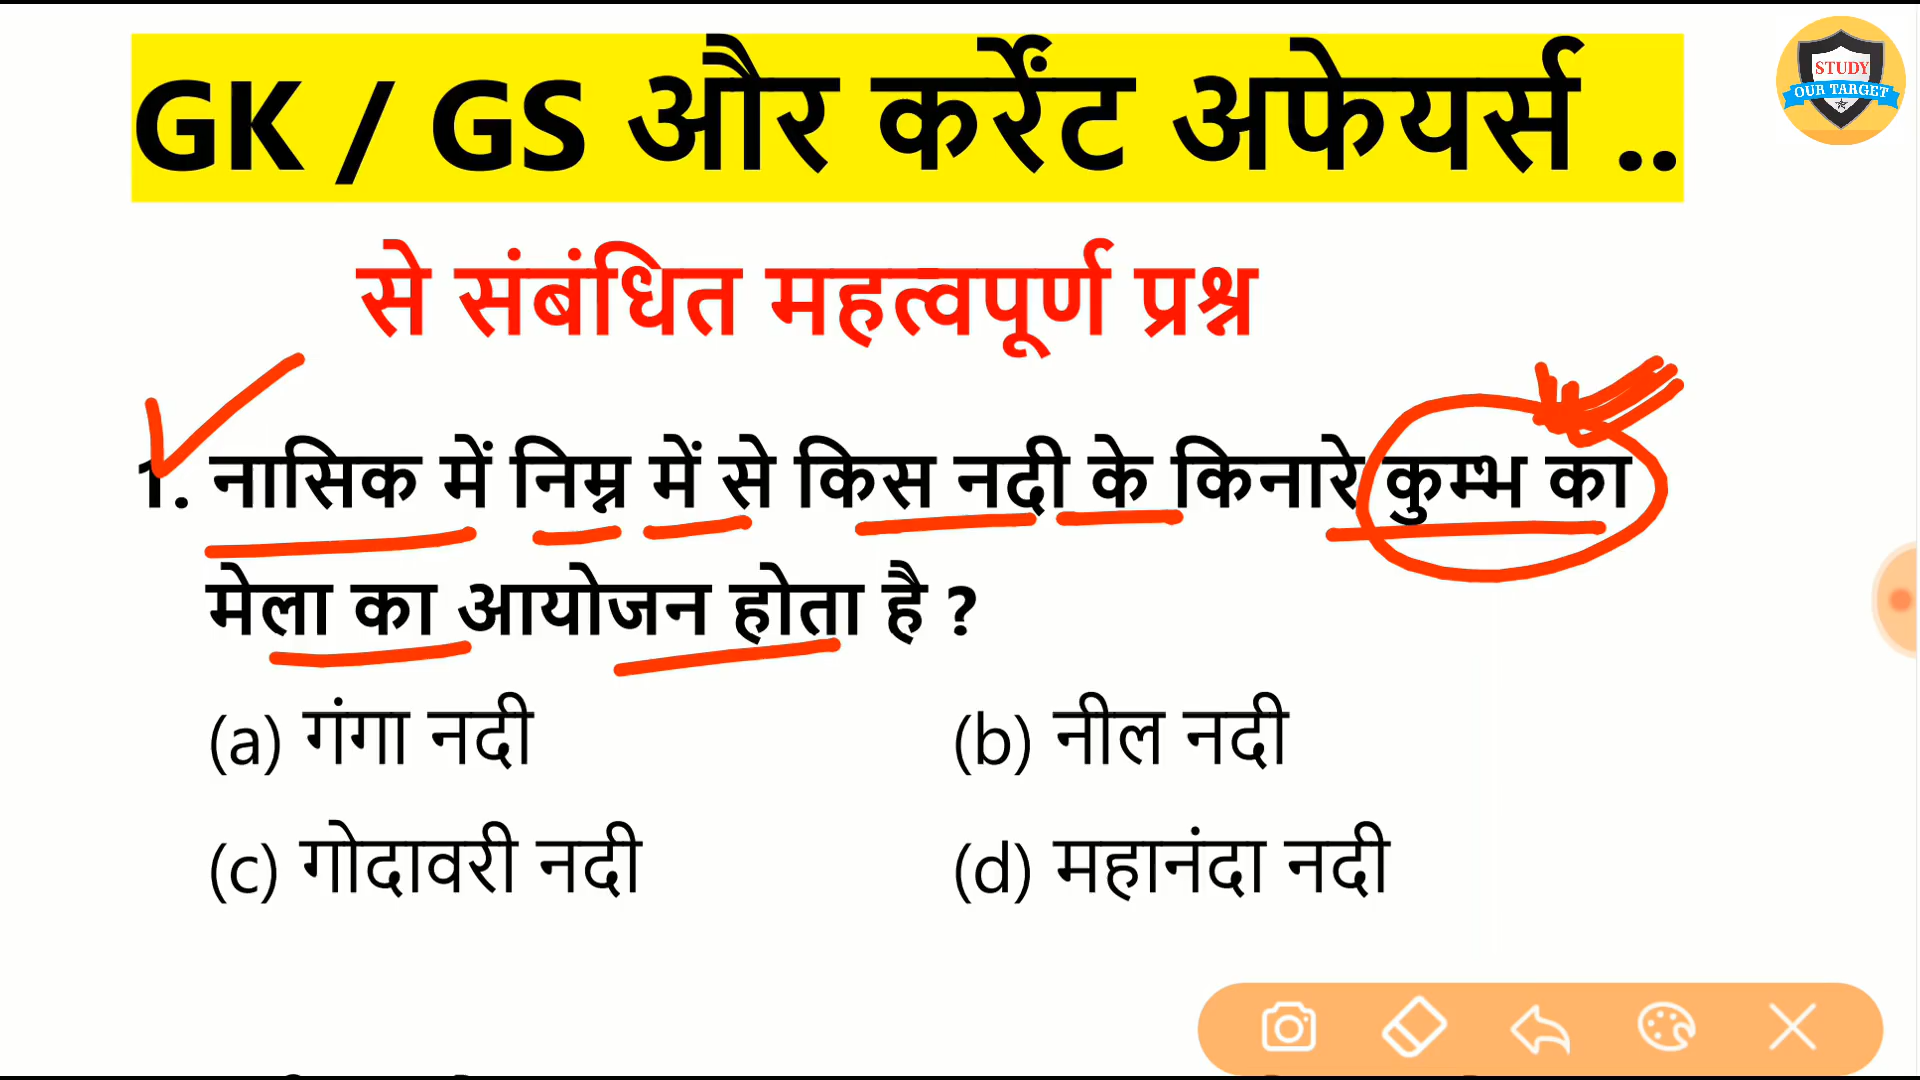 GK / GS और करेंट अफेयर्स ..
STUDY
OUR TARGET
से संबंधित महत्वपूर्ण प्रश्न
1. नासिक में निम्न में से किस नदी के किनारे कुम्भ का
मेला का आयोजन होता है ?
(a) गंगा नदी
(b) नील नदी
(c) गोदावरी नदी
(d) महानंदा नदी